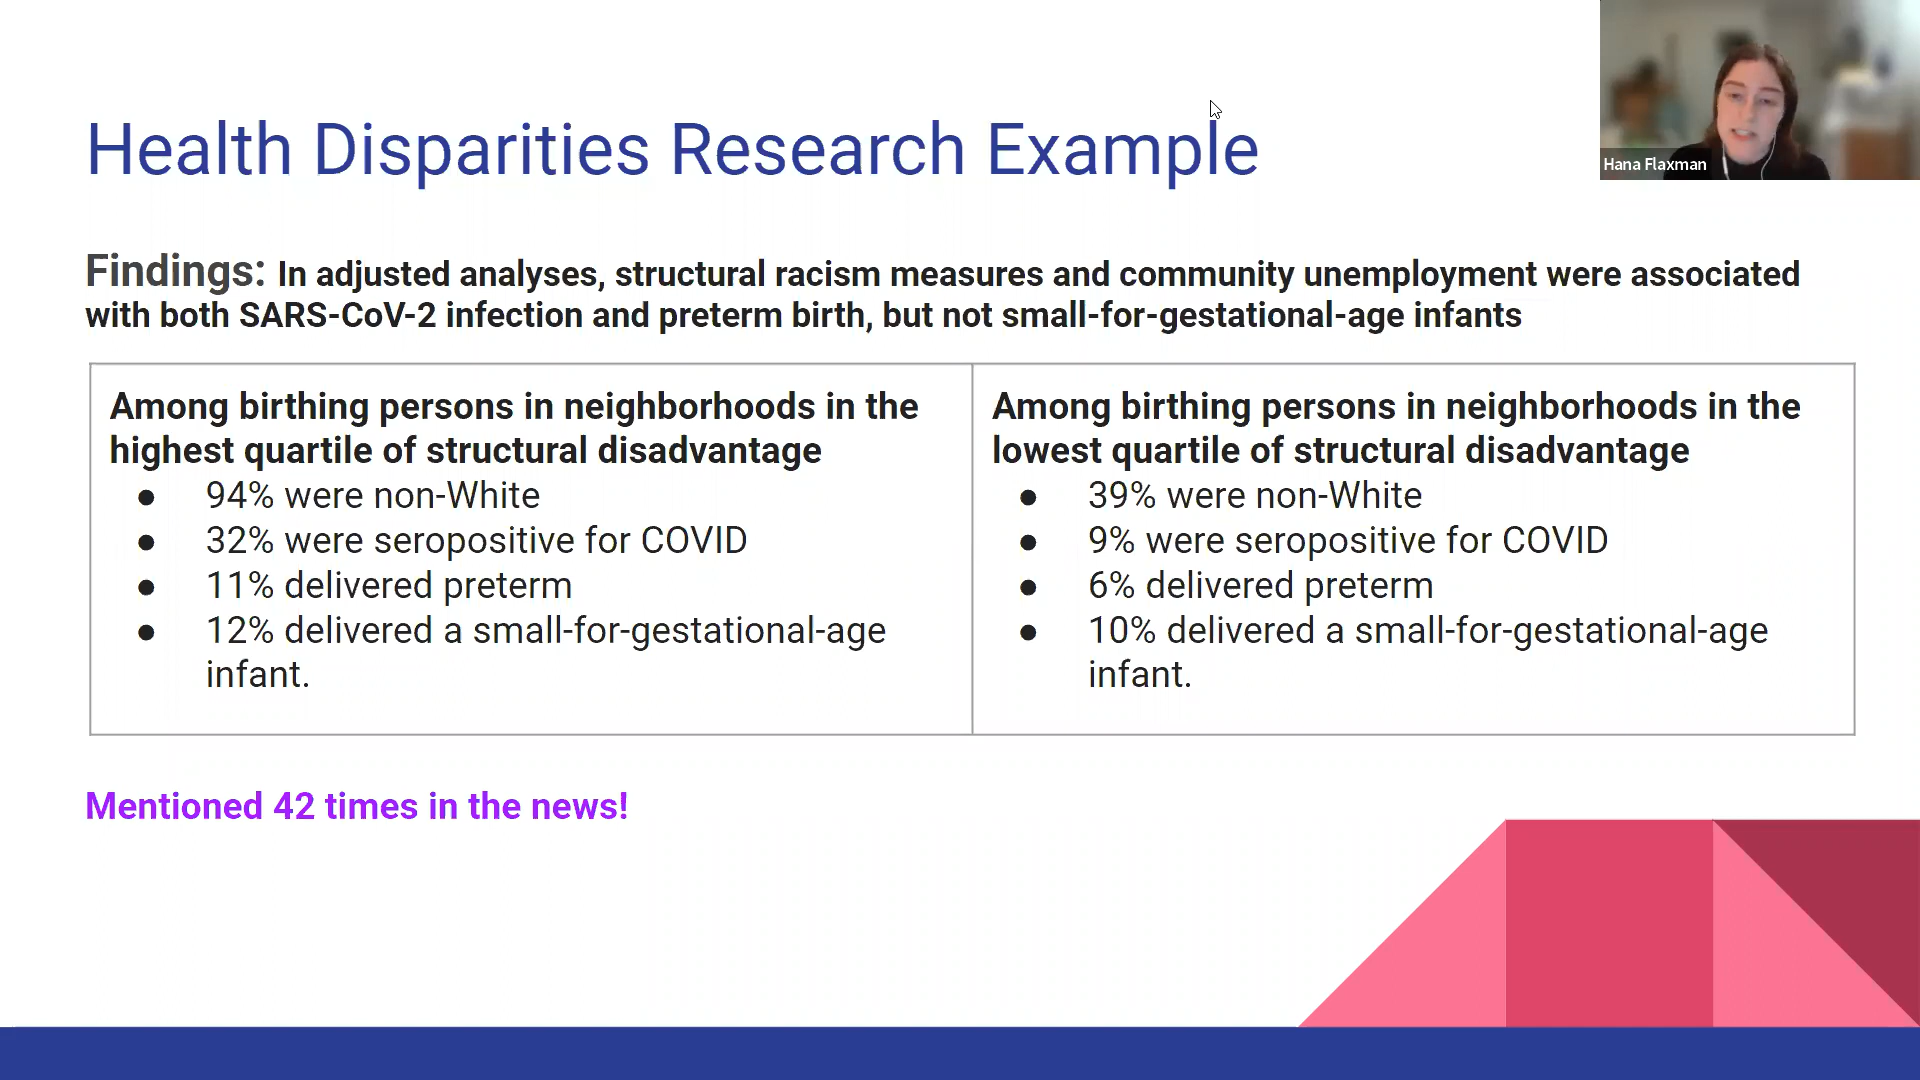 Health Disparities Research Example
Hana Flaxman
Findings: In adjusted analyses, structural racism measures and community unemployment were associated
with both SARS-CoV-2 infection and preterm birth, but not small-for-gestational-age infants
Among birthing persons in neighborhoods in the
highest quartile of structural disadvantage
● 94% were non-White
● 32% were seropositive for COVID
● 11% delivered preterm
● 12% delivered a small-for-gestational-age
infant.
Among birthing persons in neighborhoods in the
lowest quartile of structural disadvantage
● 39% were non-White
● 9% were seropositive for COVID
● 6% delivered preterm
● 10% delivered a small-for-gestational-age
infant.
Mentioned 42 times in the news!